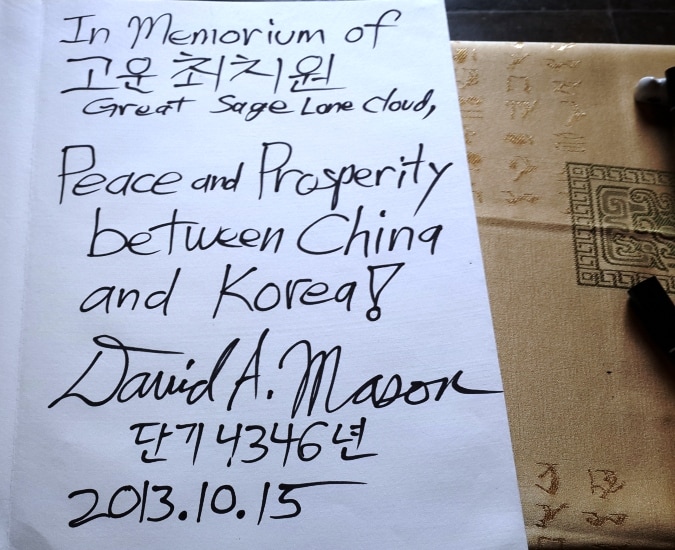 In Memorium of
고운 최치원
Great Sage Lone Cloud,
Peace and Prosperity
between China
and Korea!
David A. Mason
단기 4346년
2013.10.15